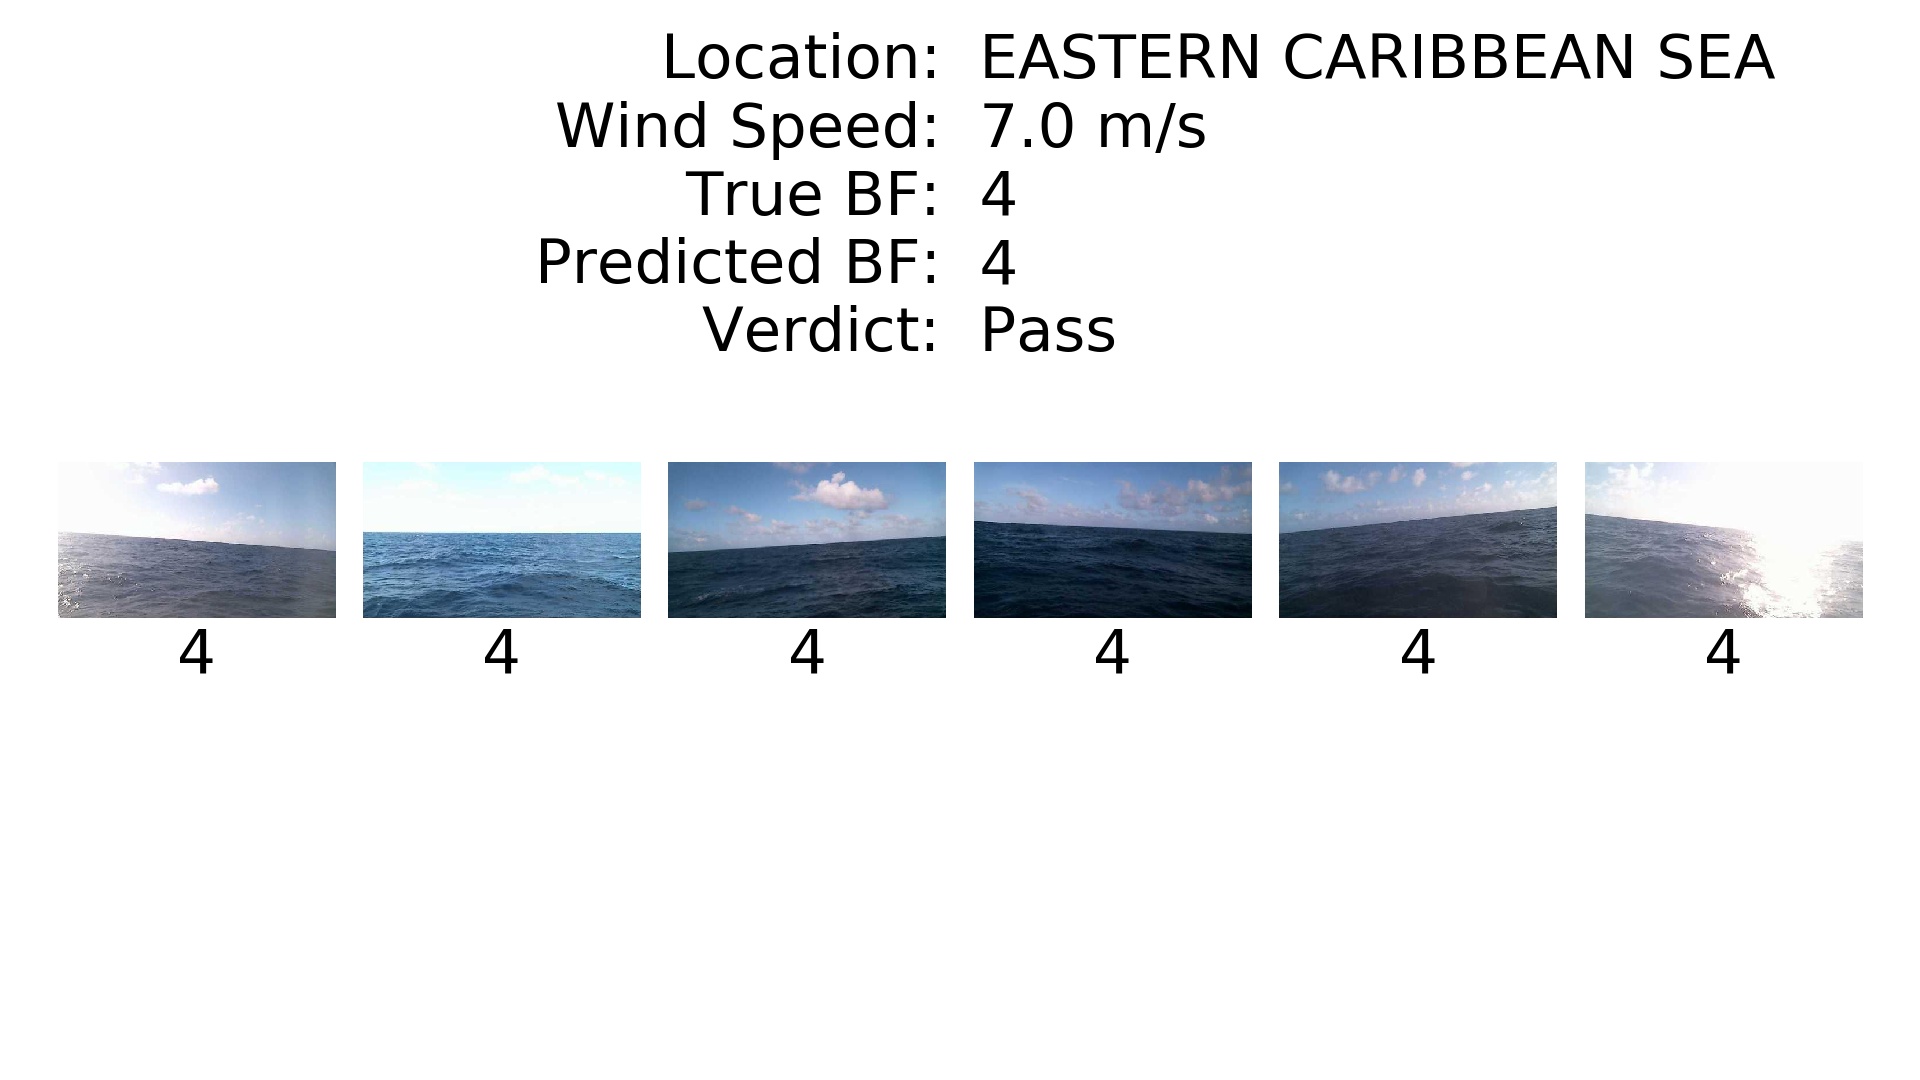 Location: EASTERN CARIBBEAN SEA
Wind Speed: 7.0 m/s
True BF: 4
Predicted BF: 4
Verdict: Pass
4 4 4 4 4 4